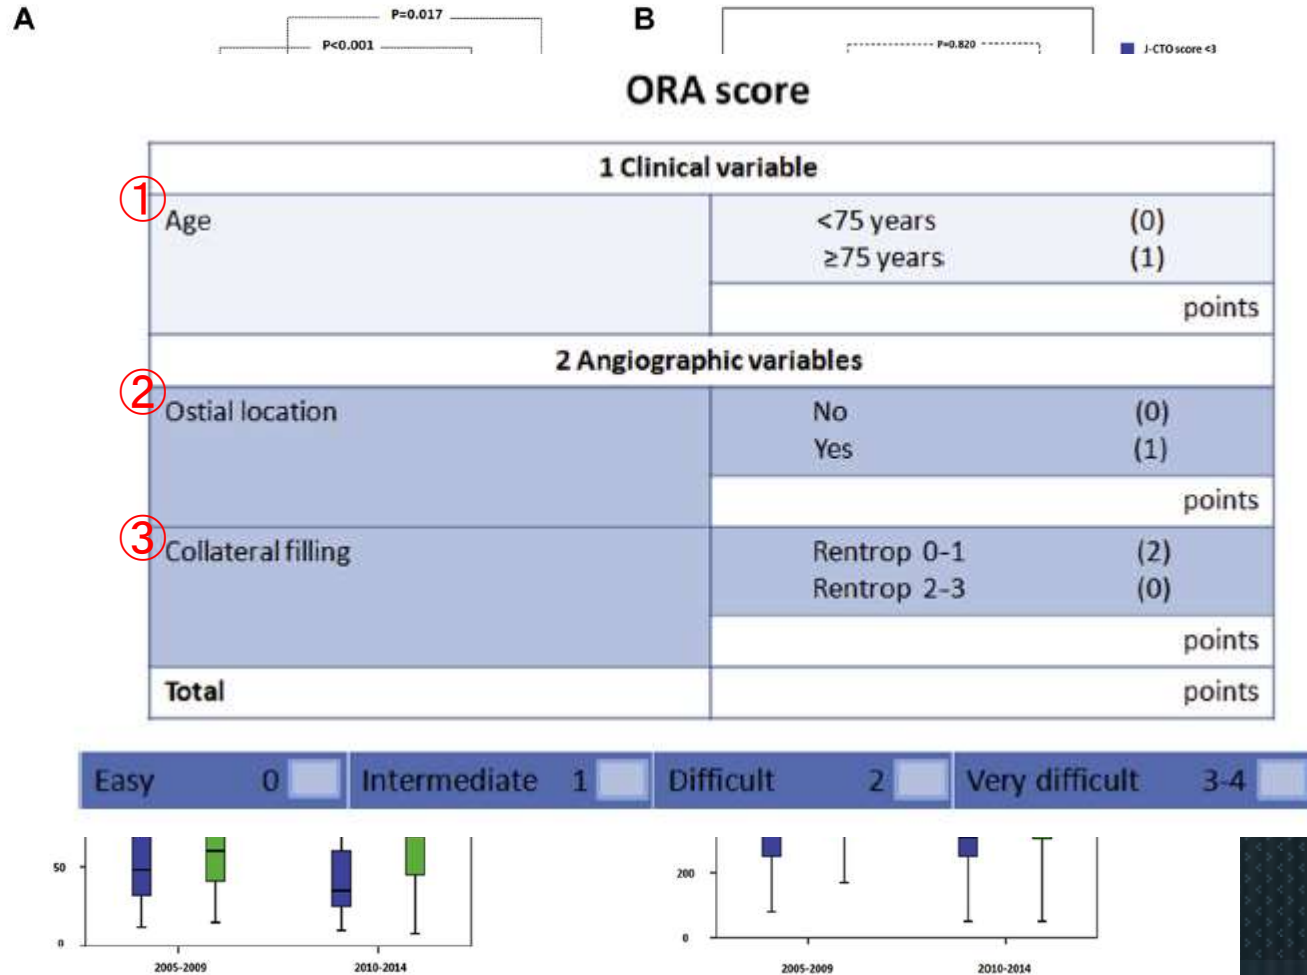 A
P=0.017
P<0.001
B
P=0.820
J-CTO score <3
ORA score
1 Clinical variable
①
Age
<75 years (0)
≥75 years (1)
points
2 Angiographic variables
②
Ostial location
No (0)
Yes (1)
points
③
Collateral filling
Rentrop 0-1 (2)
Rentrop 2-3 (0)
points
Total points
Easy 0 Intermediate 1 Difficult 2 Very difficult 3-4
50
0
2005-2009 2010-2014
200
0
2005-2009 2010-2014